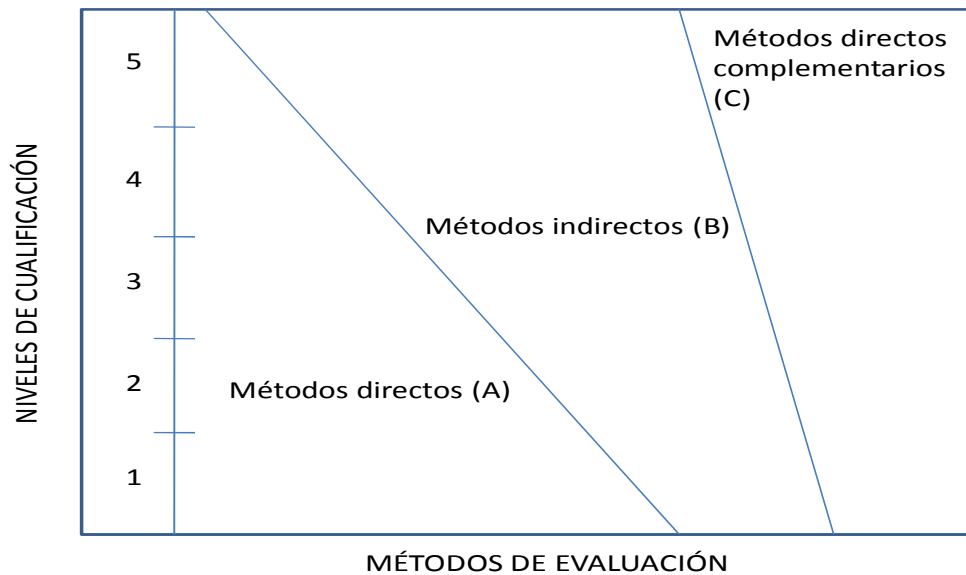 Métodos directos
complementarios
(C)
5
4
Métodos indirectos (B)
3
2
Métodos directos (A)
1
NIVELES DE CUALIFICACIÓN
MÉTODOS DE EVALUACIÓN